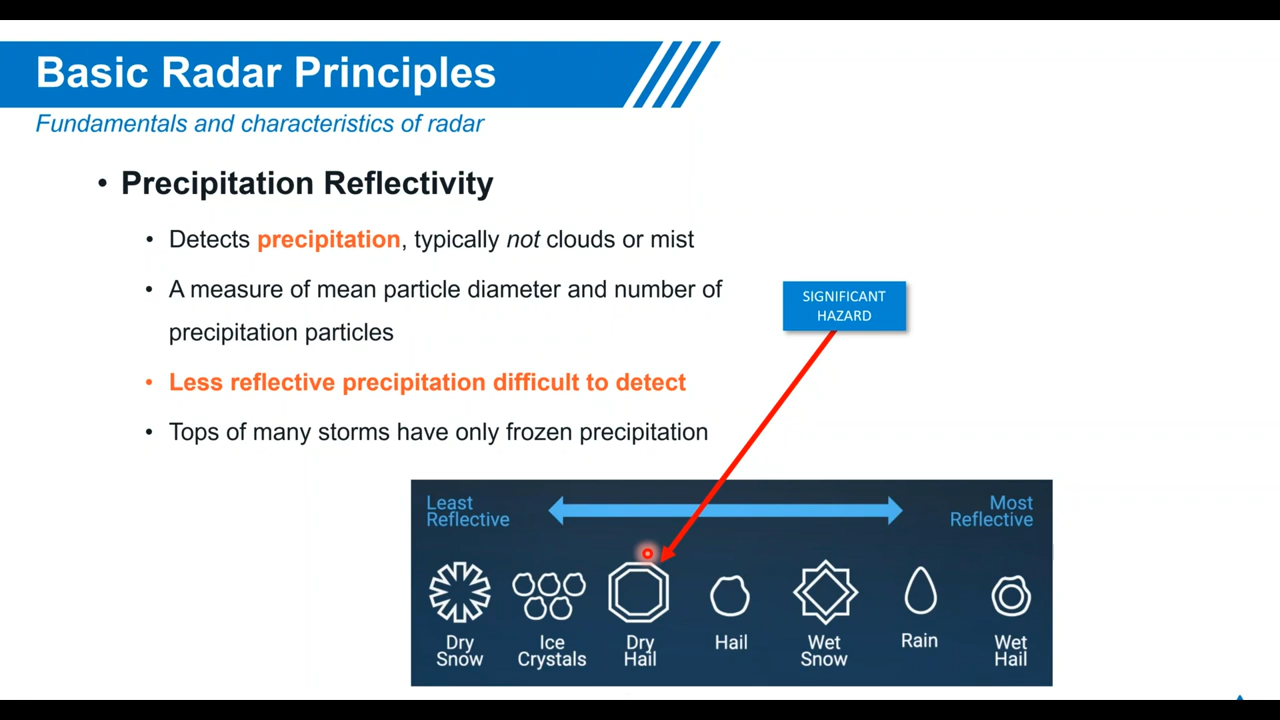 Basic Radar Principles
Fundamentals and characteristics of radar
• Precipitation Reflectivity
• Detects precipitation, typically not clouds or mist
• A measure of mean particle diameter and number of
precipitation particles
• Less reflective precipitation difficult to detect
• Tops of many storms have only frozen precipitation
SIGNIFICANT
HAZARD
Least
Reflective
Most
Reflective
Dry
Snow
Ice
Crystals
Dry
Hail
Hail
Wet
Snow
Rain
Wet
Hail